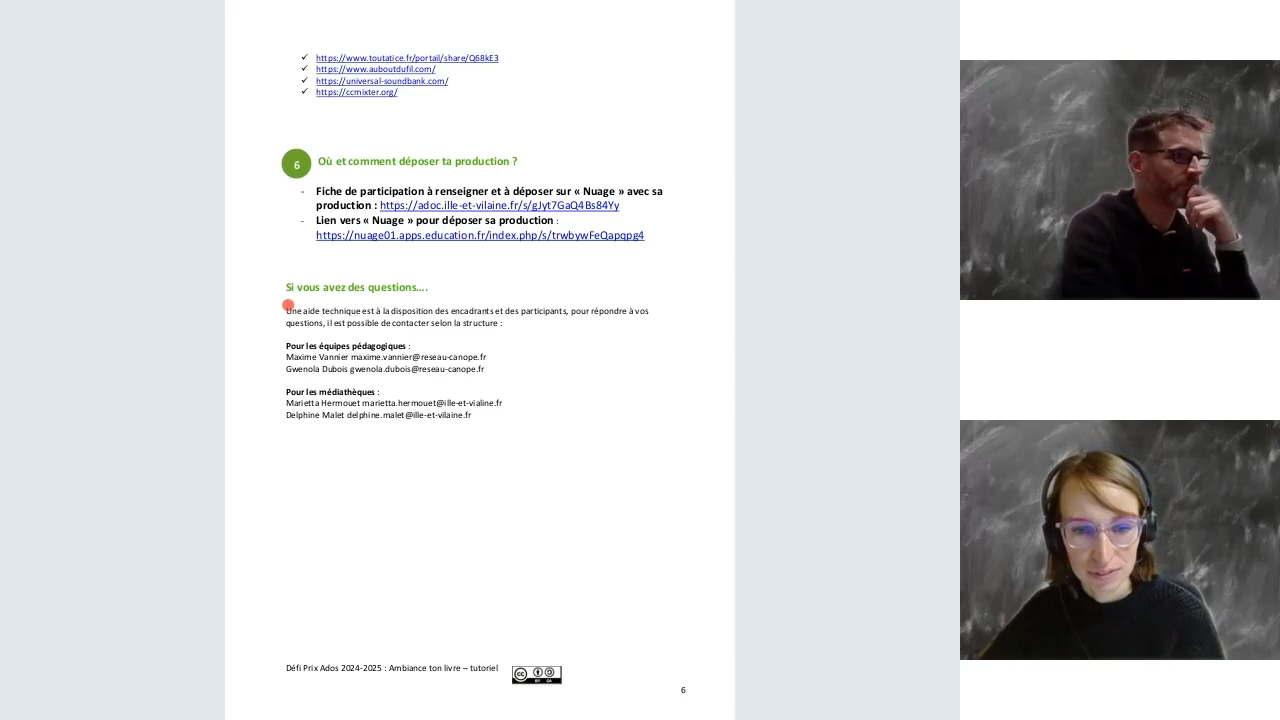 ✓ https://www.toutatice.fr/portail/share/Q68kE3
✓ https://www.auboutdufil.com/
✓ https://universal-soundbank.com/
✓ https://ccmixter.org/
6 Où et comment déposer ta production ?
- Fiche de participation à renseigner et à déposer sur « Nuage » avec sa
production : https://adoc.ille-et-vilaine.fr/s/gJyt7GaQ4Bs84Yy
- Lien vers « Nuage » pour déposer sa production :
https://nuage01.apps.education.fr/index.php/s/trwbywFeQapqpg4
Si vous avez des questions....
Une aide technique est à la disposition des encadrants et des participants, pour répondre à vos
questions, il est possible de contacter selon la structure :
Pour les équipes pédagogiques :
Maxime Vannier maxime.vannier@reseau-canope.fr
Gwenola Dubois gwenola.dubois@reseau-canope.fr
Pour les médiathèques :
Marietta Hermouet marietta.hermouet@ille-et-vialine.fr
Delphine Malet delphine.malet@ille-et-vilaine.fr
Défi Prix Ados 2024-2025 : Ambiance ton livre – tutoriel
cc BY SA
6